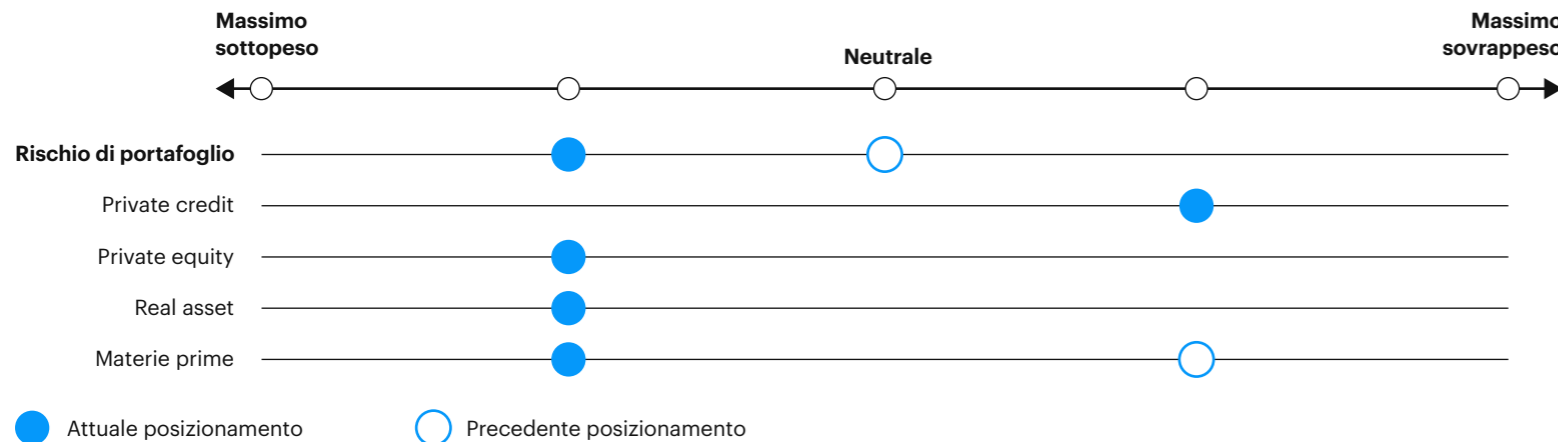 Massimo
sottopeso
Neutrale
Massimo
sovrappeso
Rischio di portafoglio
Private credit
Private equity
Real asset
Materie prime
Attuale posizionamento
Precedente posizionamento